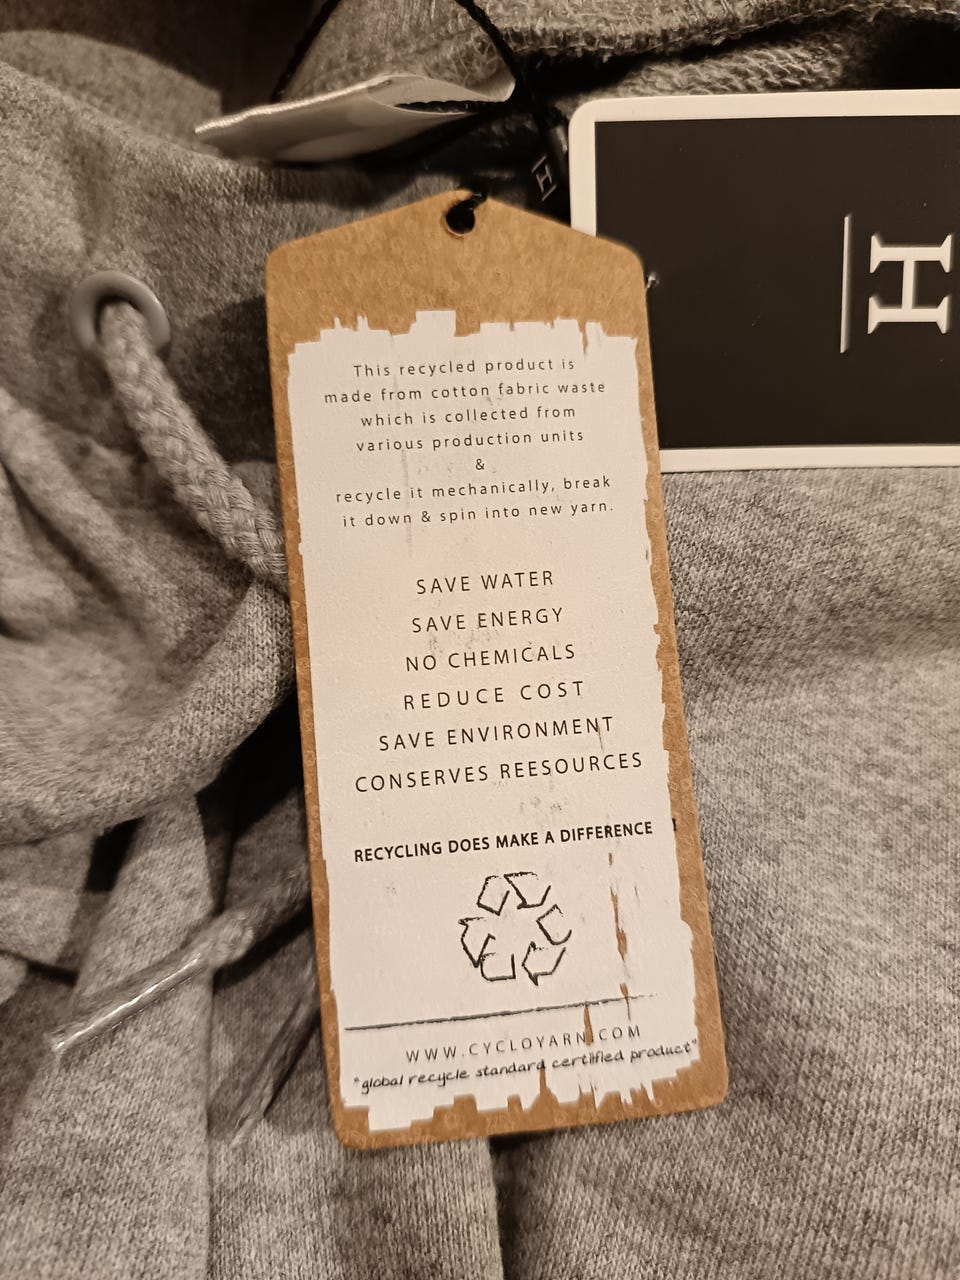 This recycled product is
made from cotton fabric waste
which is collected from
various production units
&
recycle it mechanically, break
it down & spin into new yarn.
SAVE WATER
SAVE ENERGY
NO CHEMICALS
REDUCE COST
SAVE ENVIRONMENT
CONSERVES REESOURCES
RECYCLING DOES MAKE A DIFFERENCE
WWW.CYCLOYARN.COM
"global recycle standard certified product"
H
H